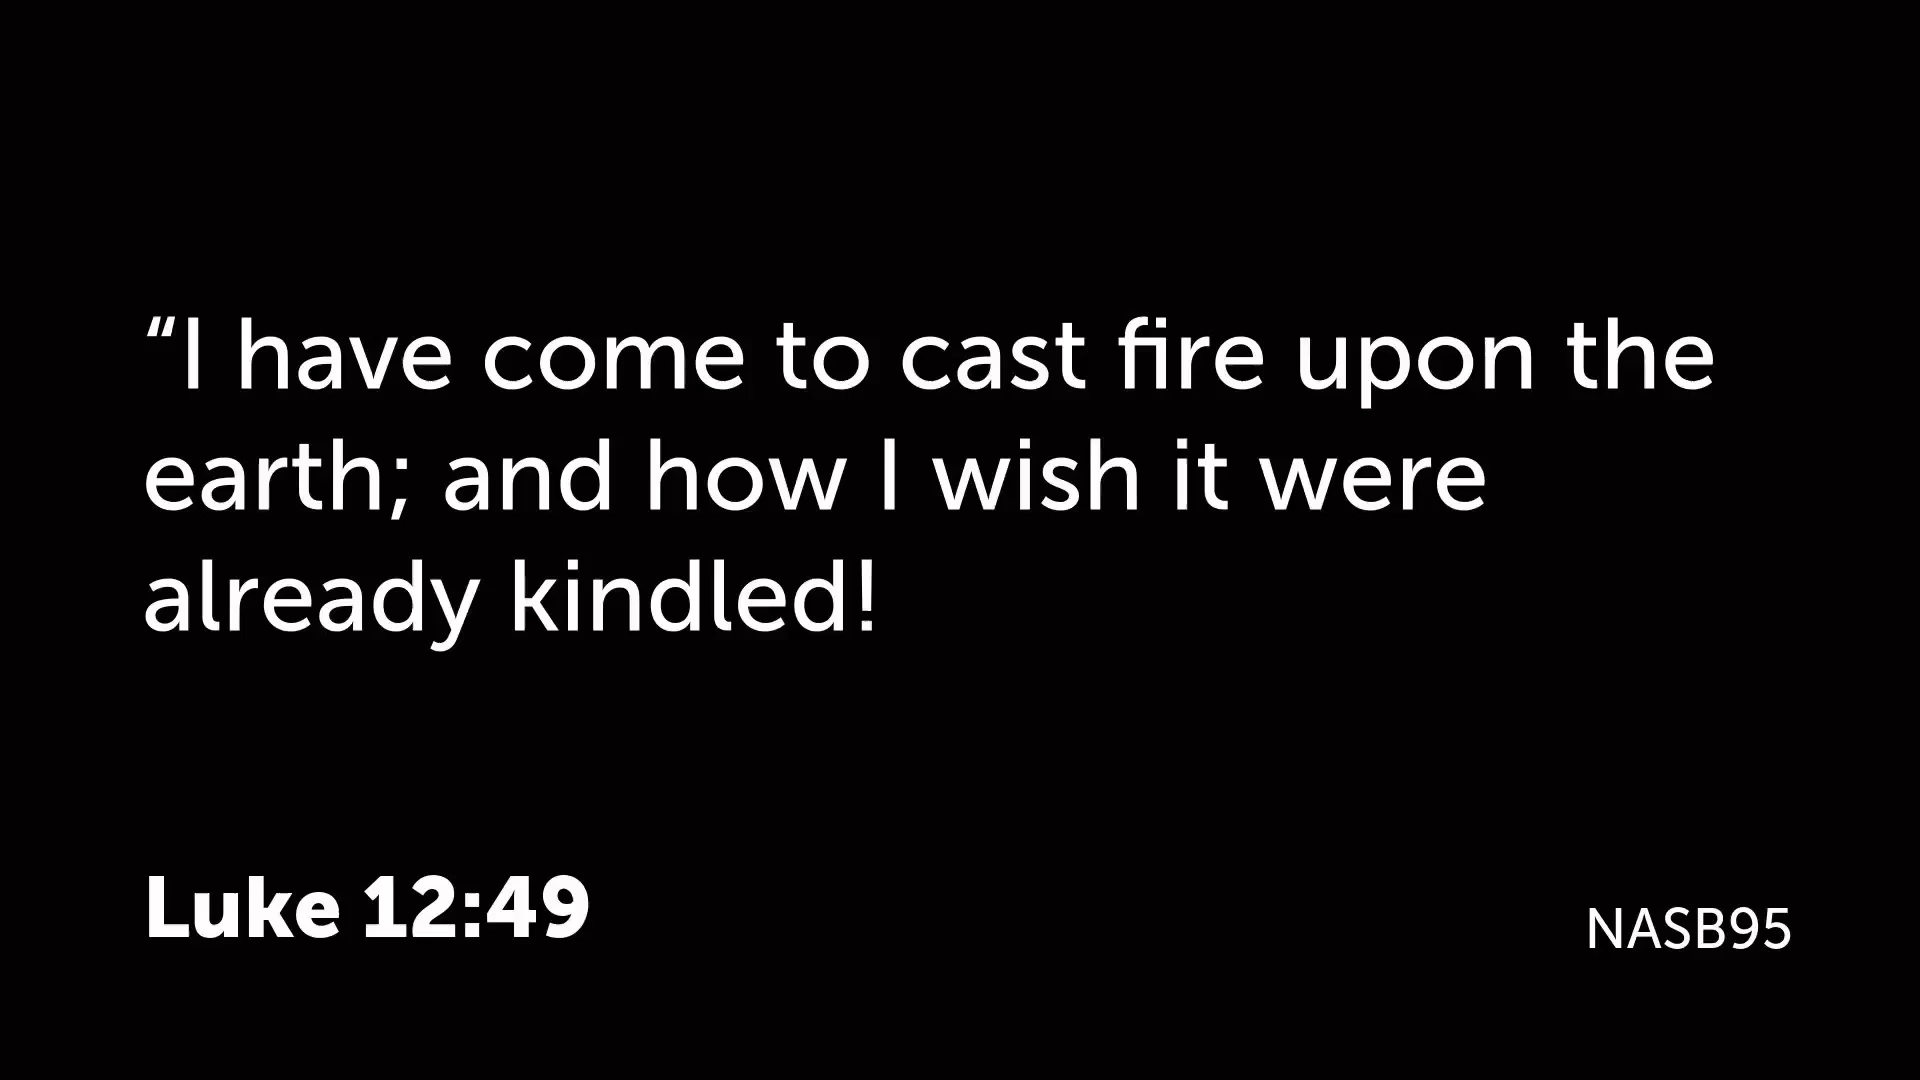 “I have come to cast fire upon the
earth; and how I wish it were
already kindled!
Luke 12:49
NASB95